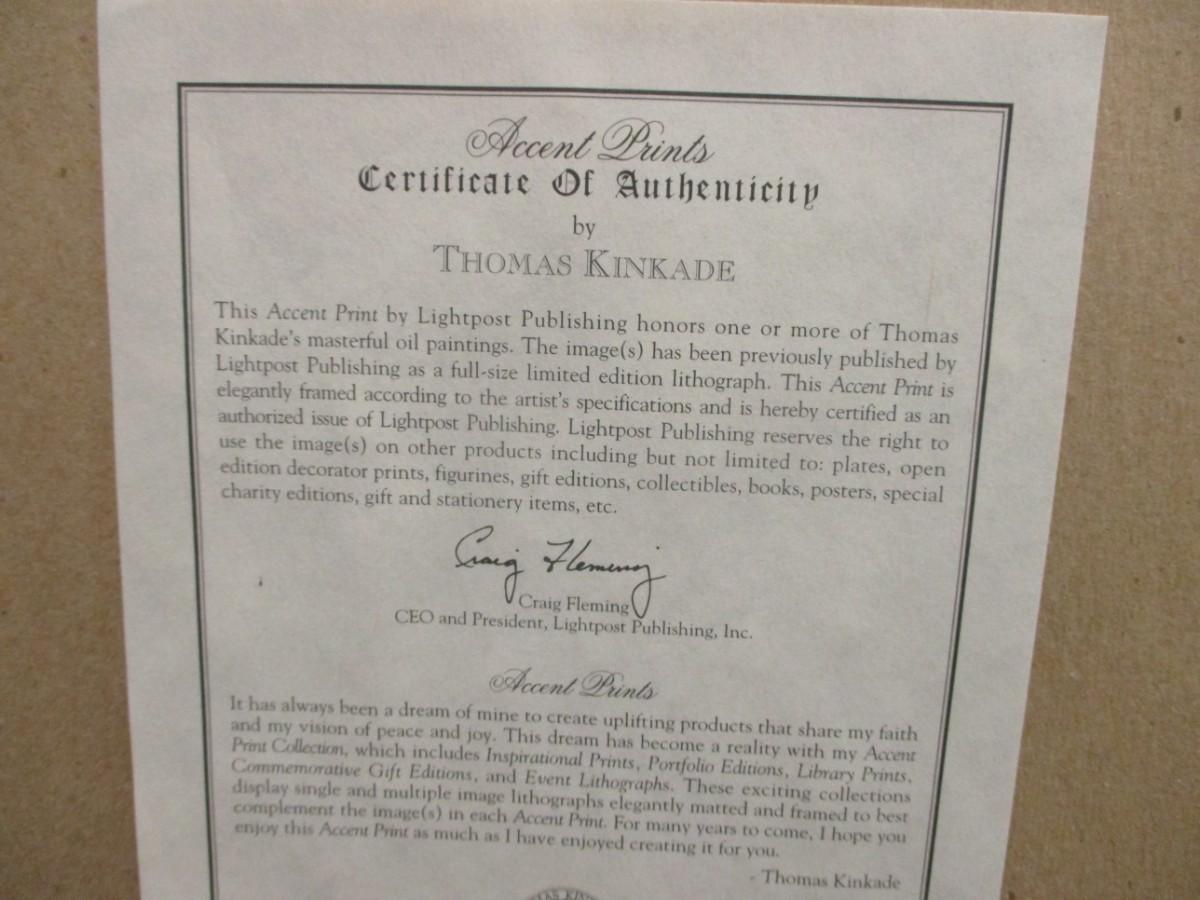 Accent Prints
Certificate Of Authenticity
by
THOMAS KINKADE
This Accent Print by Lightpost Publishing honors one or more of Thomas
Kinkade's masterful oil paintings. The image(s) has been previously published by
Lightpost Publishing as a full-size limited edition lithograph. This Accent Print is
elegantly framed according to the artist's specifications and is hereby certified as an
authorized issue of Lightpost Publishing. Lightpost Publishing reserves the right to
use the image(s) on other products including but not limited to: plates, open
edition decorator prints, figurines, gift editions, collectibles, books, posters, special
charity editions, gift and stationery items, etc.
Craig Fleming
Craig Fleming
CEO and President, Lightpost Publishing, Inc.
Accent Prints
It has always been a dream of mine to create uplifting products that share my faith
and my vision of peace and joy. This dream has become a reality with my Accent
Print Collection, which includes Inspirational Prints, Portfolio Editions, Library Prints,
Commemorative Gift Editions, and Event Lithographs. These exciting collections
display single and multiple image lithographs elegantly matted and framed to best
complement the image(s) in each Accent Print. For many years to come, I hope you
enjoy this Accent Print as much as I have enjoyed creating it for you.
- Thomas Kinkade